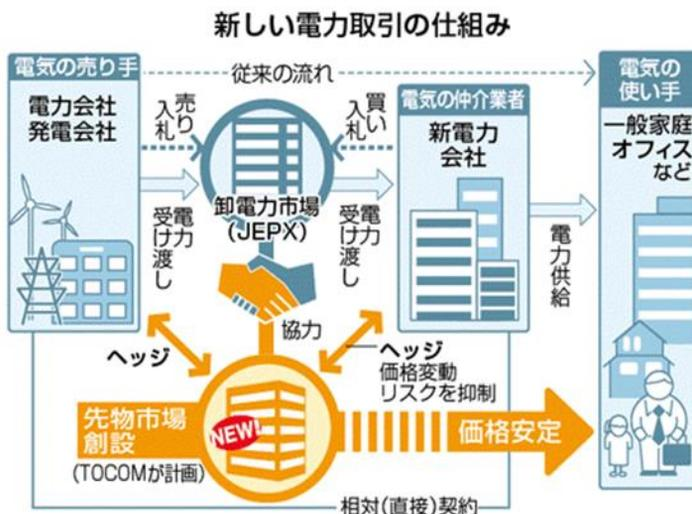 新しい電力取引の仕組み
電気の売り手
従来の流れ
電気の
使い手
電力会社
発電会社
売り
入札
買い
入札
電気の仲介業者
新電力
会社
一般家庭
オフィス
など
卸電力市場
(JEPX)
電力
受け渡し
電力
受け渡し
電力供給
協力
ヘッジ
ヘッジ
価格変動
リスクを抑制
先物市場
創設
NEW!
価格安定
(TOCOMが計画)
相対(直接)契約